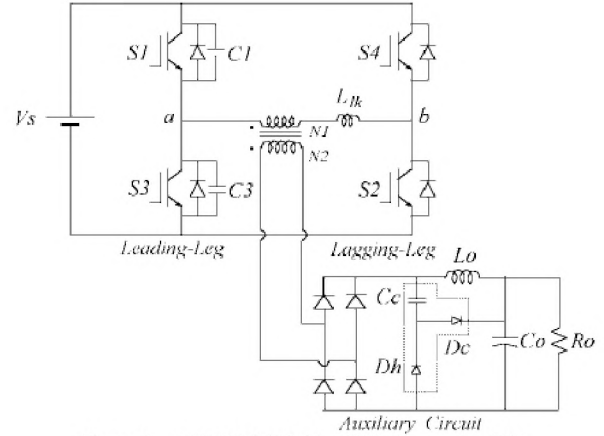 S1
C1
S4
Vs
a
L_lk
b
N1
N2
S3
C3
S2
Leading-Leg
Lagging-Leg
Lo
Cc
Dc
Co
Ro
Dh
Auxiliary Circuit